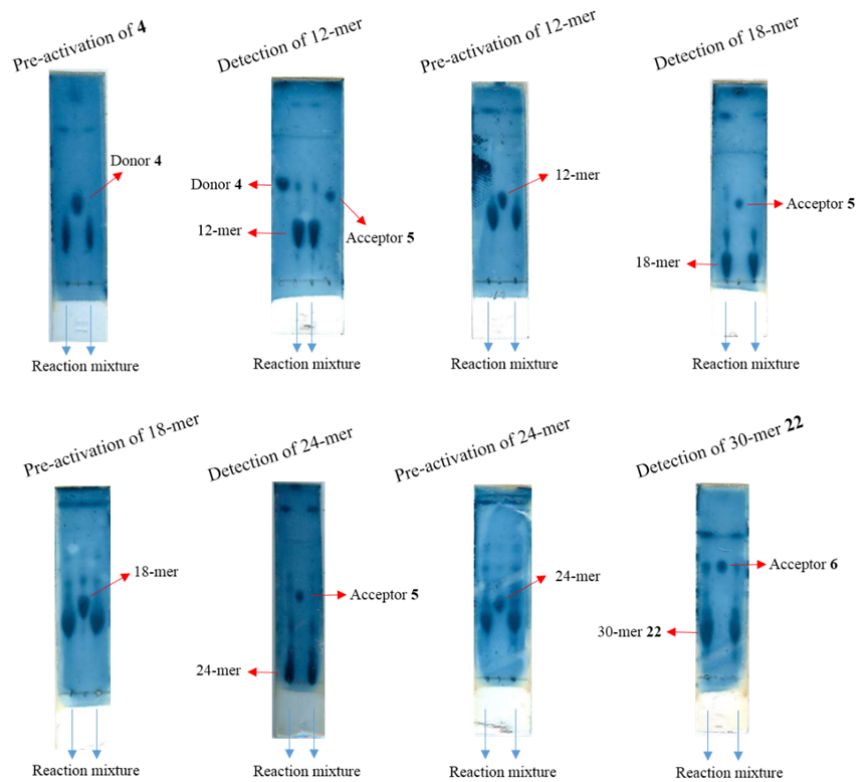 Pre-activation of 4
Detection of 12-mer
Pre-activation of 12-mer
Detection of 18-mer
Donor 4
Donor 4
12-mer
Acceptor 5
12-mer
Acceptor 5
18-mer
Reaction mixture
Reaction mixture
Reaction mixture
Reaction mixture
Pre-activation of 18-mer
Detection of 24-mer
Pre-activation of 24-mer
Detection of 30-mer 22
18-mer
Acceptor 5
24-mer
24-mer
Acceptor 6
30-mer 22
Reaction mixture
Reaction mixture
Reaction mixture
Reaction mixture